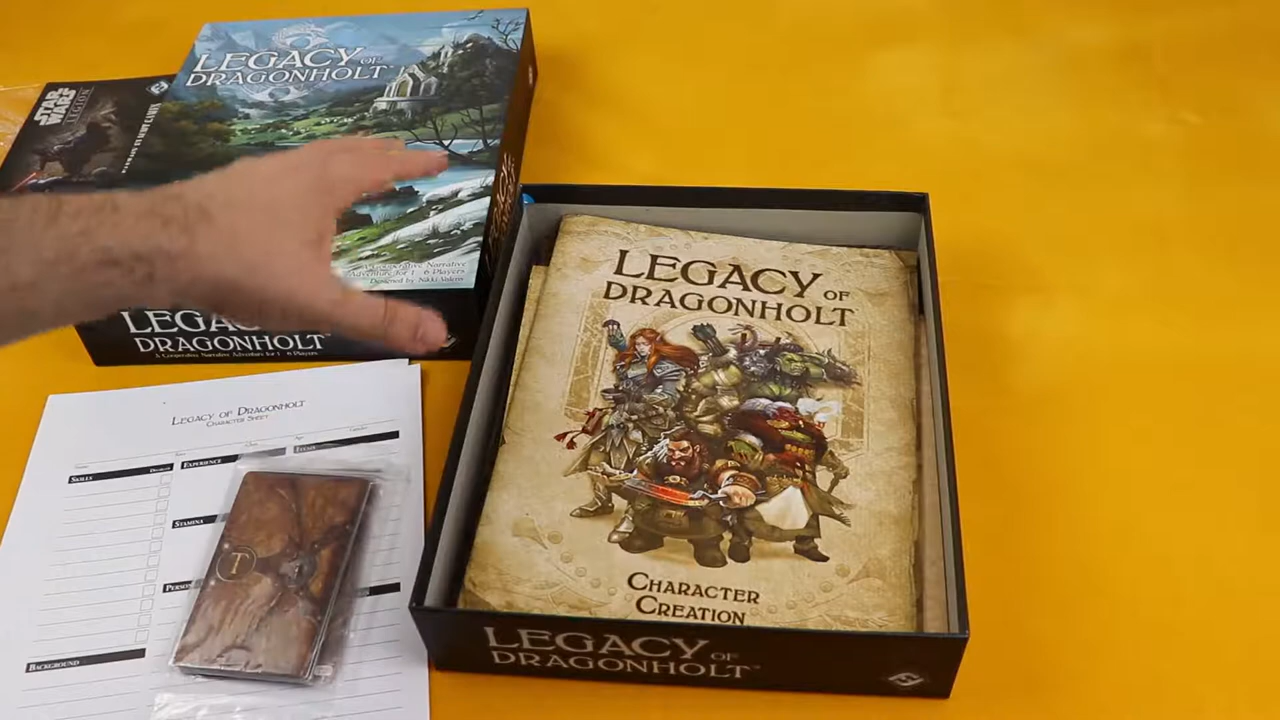 LEGACY OF
DRAGONHOLT
STAR
WARS
LEGION
A Cooperative Narrative
Adventure for 1-6 Players
Designed by Nikki Valens
LEGACY
DRAGONHOLT
A Cooperative Narrative Adventure for 1-6 Players
LEGACY OF
DRAGONHOLT
CHARACTER
CREATION
LEGACY OF
DRAGONHOLT
LEGACY OF DRAGONHOLT
CHARACTER SHEET
SKILLS
EXPERIENCE
ITEMS
STAMINA
BACKGROUND
T